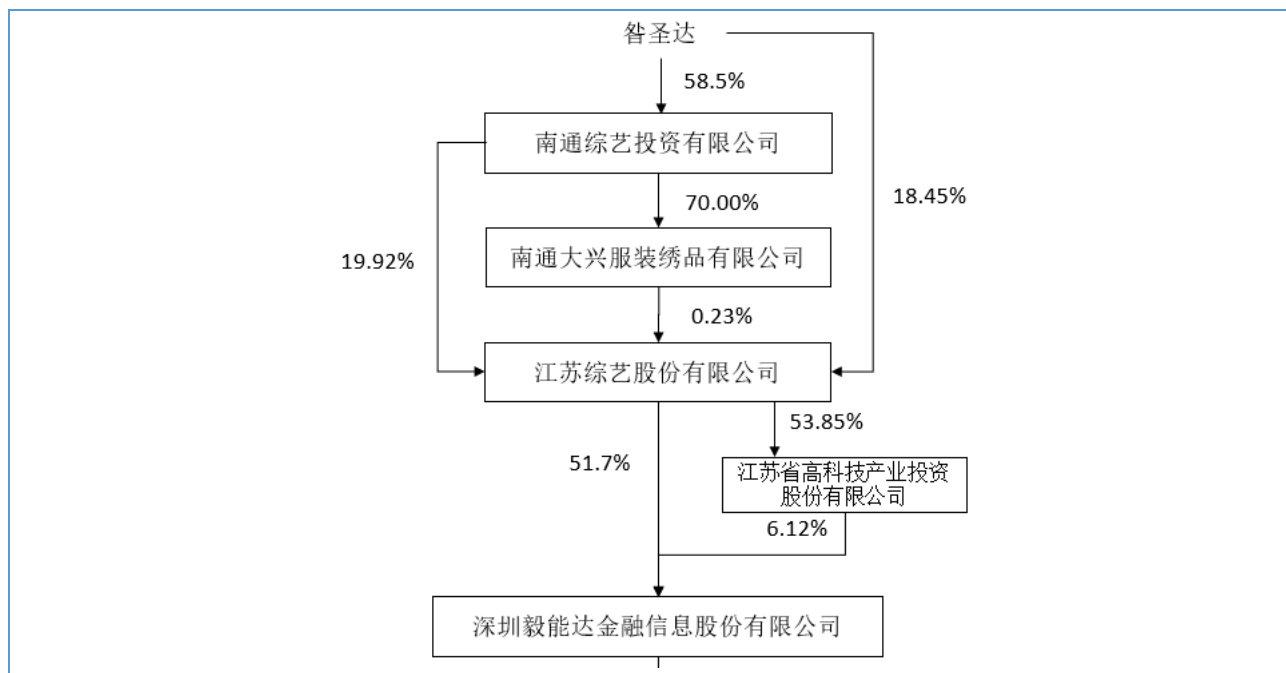 昝圣达
58.5%
南通综艺投资有限公司
70.00%
18.45%
南通大兴服装绣品有限公司
19.92%
0.23%
江苏综艺股份有限公司
53.85%
51.7%
江苏省高科技产业投资
股份有限公司
6.12%
深圳毅能达金融信息股份有限公司